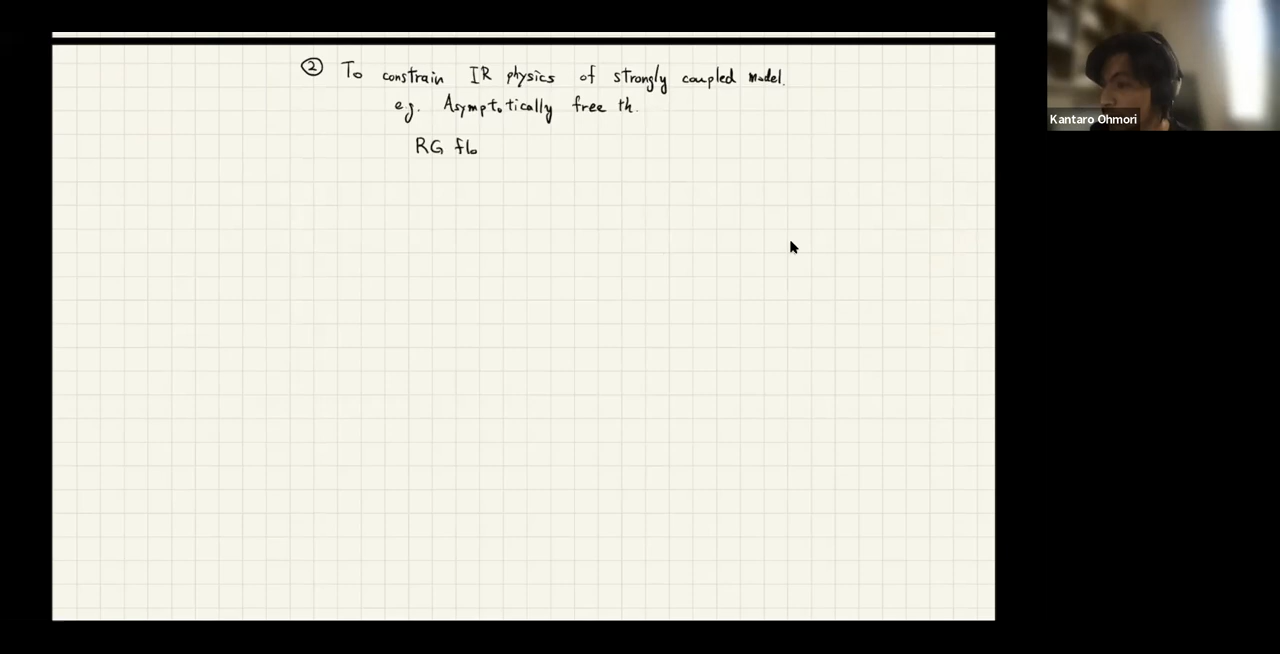 ② To constrain IR physics of strongly coupled model.
e.g. Asymptotically free th.
RG flo
Kantaro Ohmori